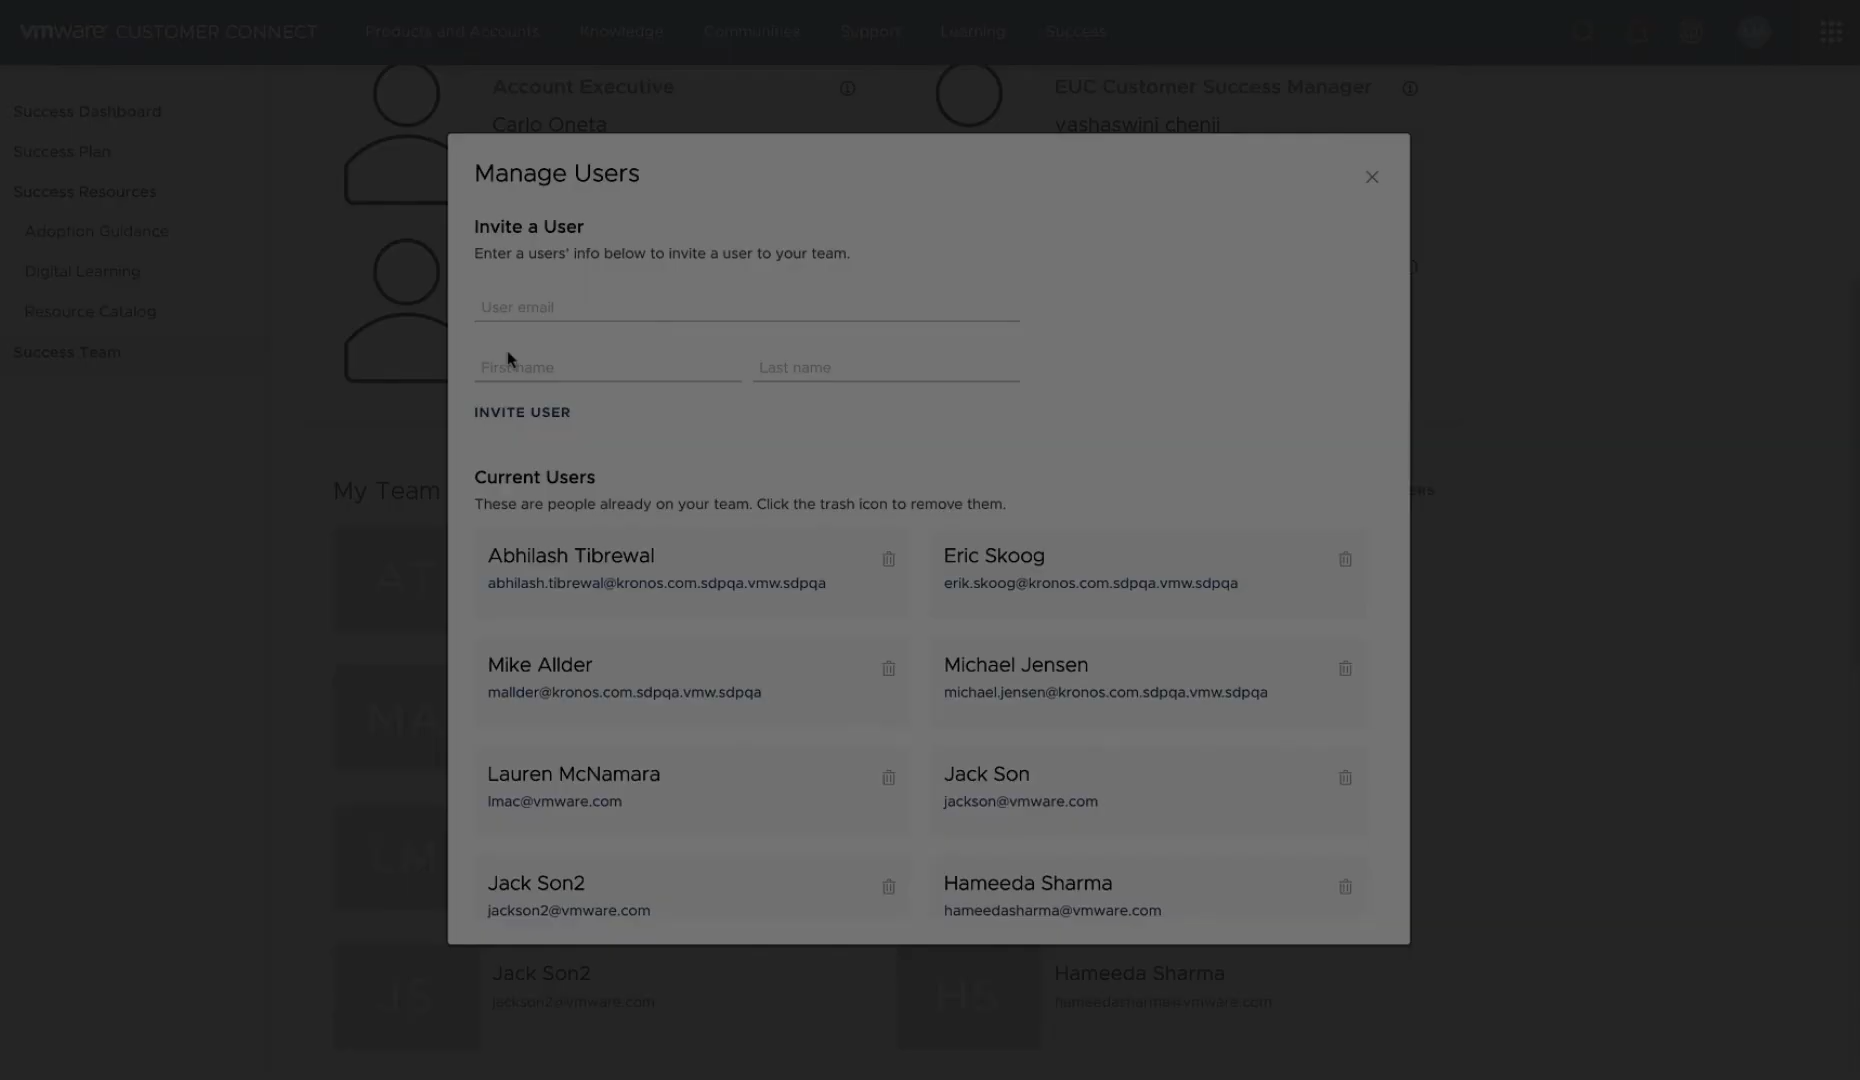 vmware CUSTOMER CONNECT
Products and Accounts Knowledge Communities Support Learning Success
Success Dashboard
Success Plan
Success Resources
Adoption Guidance
Digital Learning
Resource Catalog
Success Team
Account Executive
Carlo Oneta
EUC Customer Success Manager
yashaswini chenji
Manage Users
Invite a User
Enter a users' info below to invite a user to your team.
User email
First name Last name
INVITE USER
Current Users
These are people already on your team. Click the trash icon to remove them.
Abhilash Tibrewal
abhilash.tibrewal@kronos.com.sdpqa.vmw.sdpqa
Eric Skoog
erik.skoog@kronos.com.sdpqa.vmw.sdpqa
Mike Allder
mallder@kronos.com.sdpqa.vmw.sdpqa
Michael Jensen
michael.jensen@kronos.com.sdpqa.vmw.sdpqa
Lauren McNamara
lmac@vmware.com
Jack Son
jackson@vmware.com
Jack Son2
jackson2@vmware.com
Hameeda Sharma
hameedasharma@vmware.com
My Team
AT
MA
LM
JS
Jack Son2
jackson2@vmware.com
HS
Hameeda Sharma
hameedasharma@vmware.com